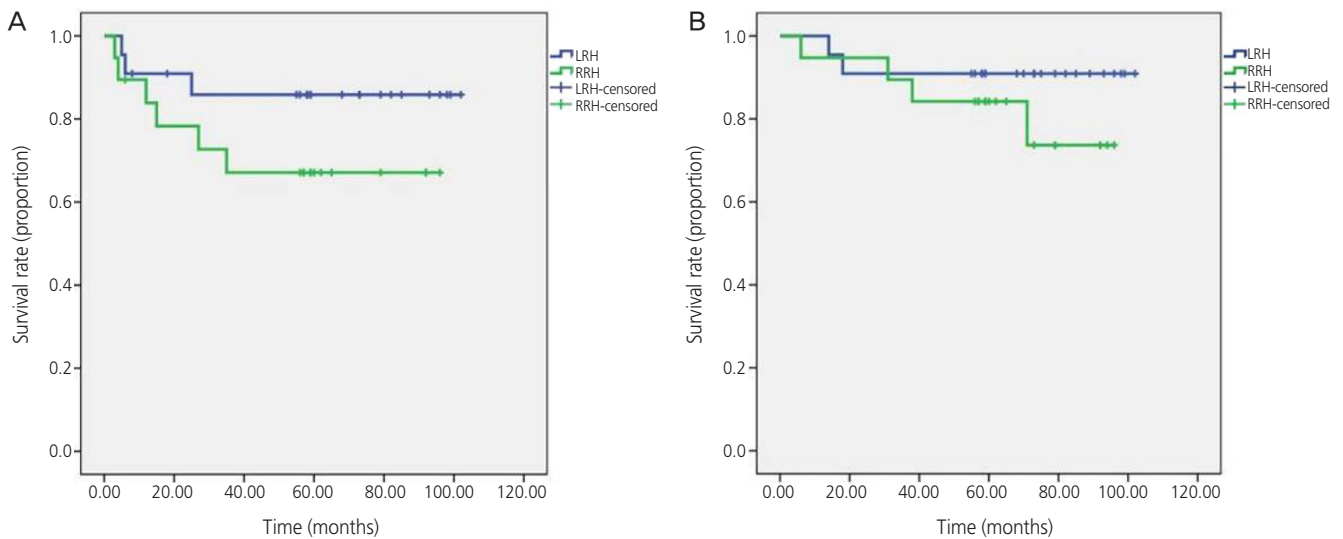 A
1.0
0.8
0.6
0.4
0.2
0.0
Survival rate (proportion)
0.00 20.00 40.00 60.00 80.00 100.00 120.00
Time (months)
LRH
RRH
LRH-censored
RRH-censored
B
1.0
0.8
0.6
0.4
0.2
0.0
Survival rate (proportion)
0.00 20.00 40.00 60.00 80.00 100.00 120.00
Time (months)
LRH
RRH
LRH-censored
RRH-censored